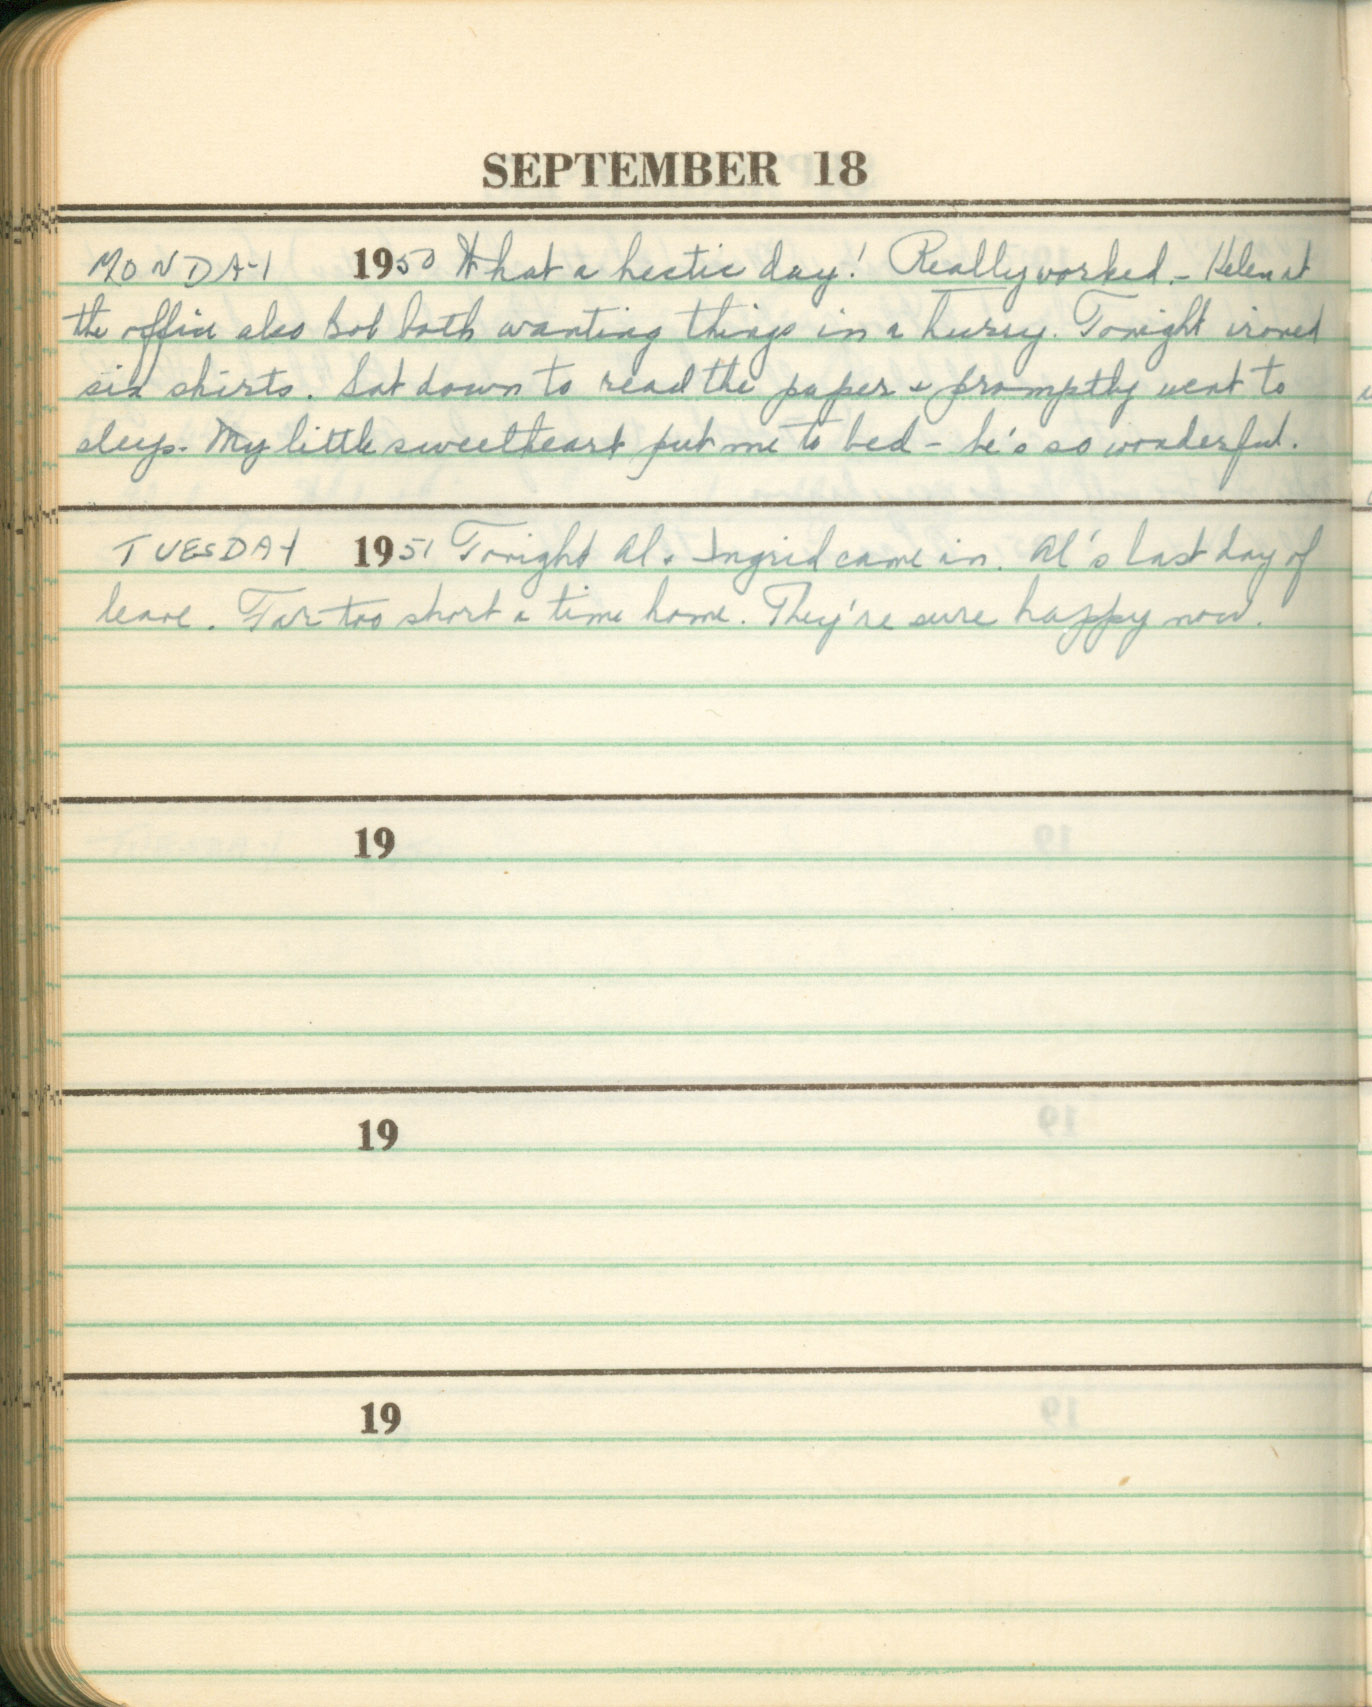 SEPTEMBER 18
MONDAY 1950 What a hectic day! Really worked - Helen at
the office also Bob both wanting things in a hurry. Tonight ironed
six shirts. Sat down to read the paper & promptly went to
sleep. My little sweetheart put me to bed - he's so wonderful.
TUESDAY 1951 Tonight Al & Ingrid came in. Al's last day of
leave. Far too short a time home. They're sure happy now.
19
19
19